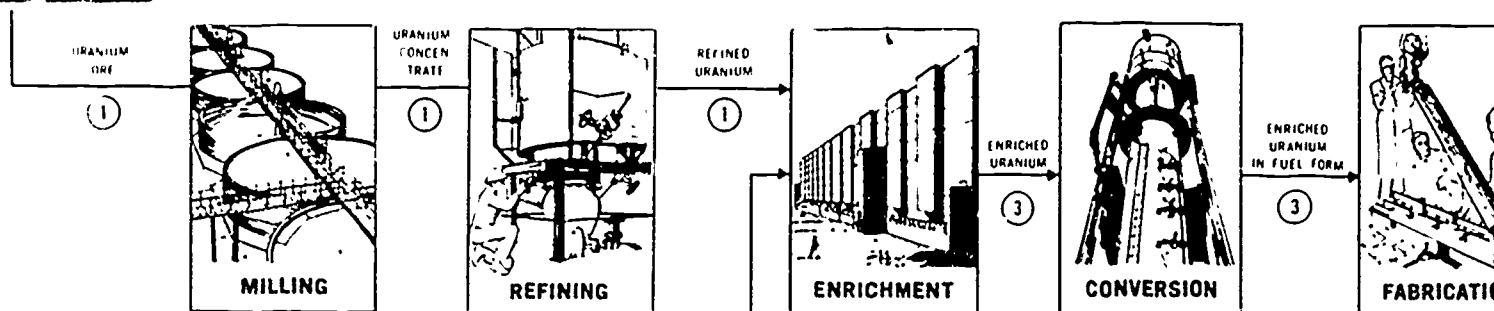 URANIUM
ORE
1
MILLING
URANIUM
CONCEN
TRATE
1
REFINING
REFINED
URANIUM
1
ENRICHMENT
ENRICHED
URANIUM
3
CONVERSION
ENRICHED
URANIUM
IN FUEL FORM
3
FABRICATIO